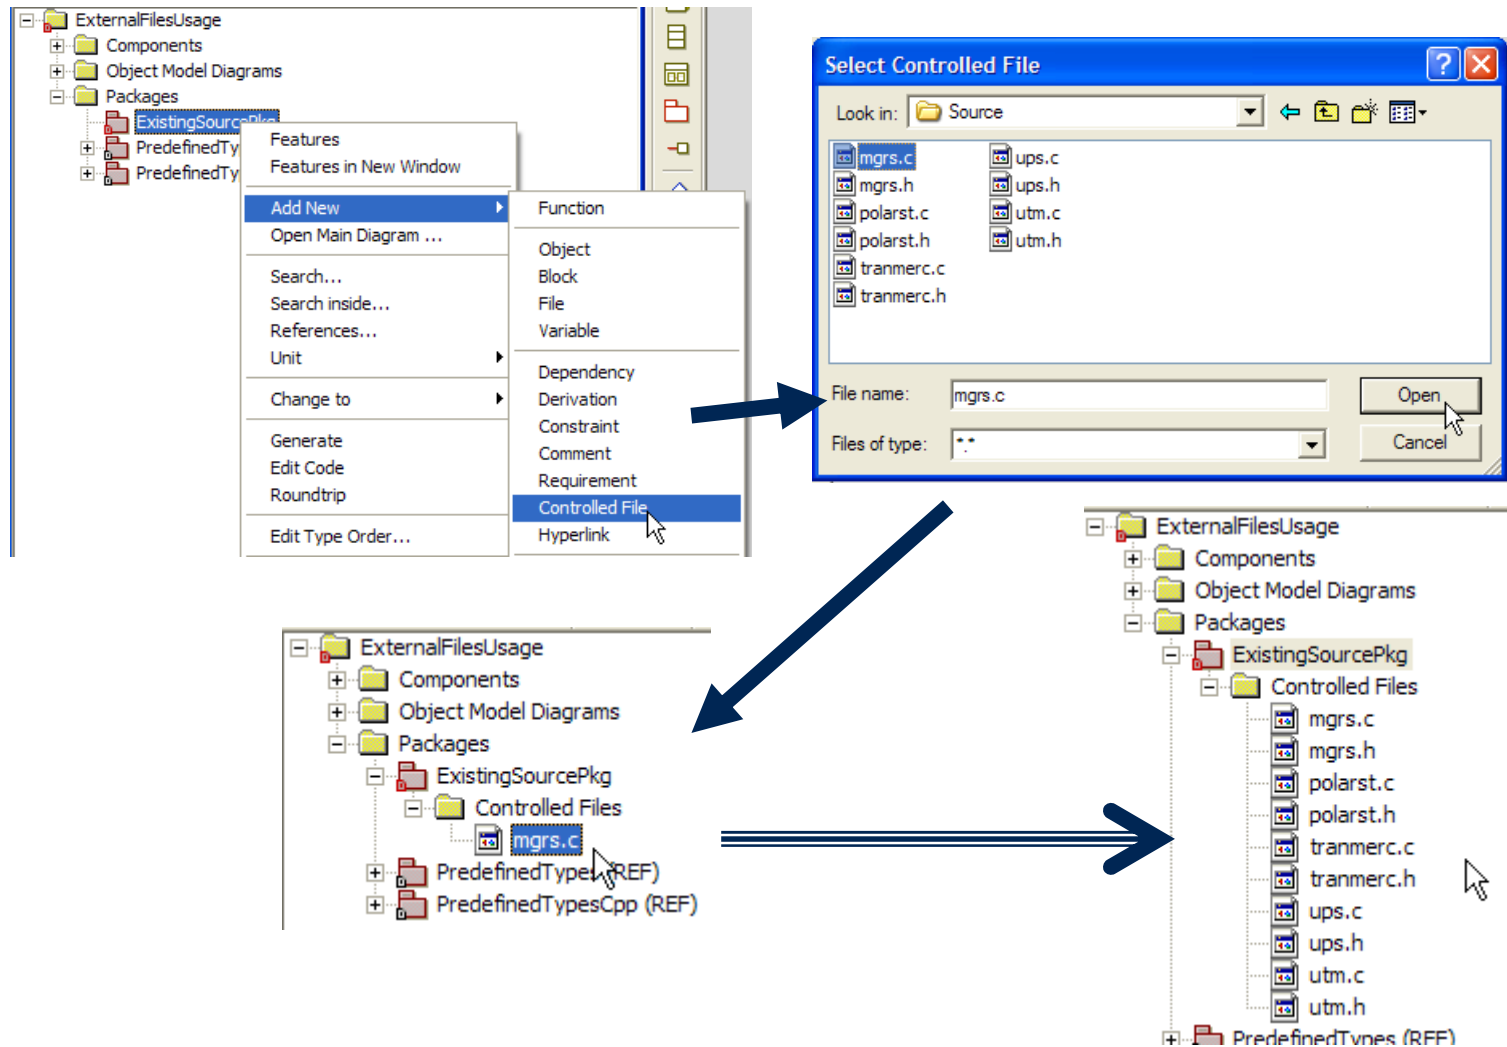 ExternalFilesUsage
Components
Object Model Diagrams
Packages
ExistingSourcePkg
PredefinedTy
PredefinedTy
Features
Features in New Window
Add New
Open Main Diagram ...
Search...
Search inside...
References...
Unit
Change to
Generate
Edit Code
Roundtrip
Edit Type Order...
Function
Object
Block
File
Variable
Dependency
Derivation
Constraint
Comment
Requirement
Controlled File
Hyperlink
Select Controlled File
Look in: Source
mgrs.c
mgrs.h
polarst.c
polarst.h
tranmerc.c
tranmerc.h
ups.c
ups.h
utm.c
utm.h
File name: mgrs.c Open
Files of type: *.* Cancel
ExternalFilesUsage
Components
Object Model Diagrams
Packages
ExistingSourcePkg
Controlled Files
mgrs.c
PredefinedTypes (REF)
PredefinedTypesCpp (REF)
ExternalFilesUsage
Components
Object Model Diagrams
Packages
ExistingSourcePkg
Controlled Files
mgrs.c
mgrs.h
polarst.c
polarst.h
tranmerc.c
tranmerc.h
ups.c
ups.h
utm.c
utm.h
PredefinedTypes (REF)